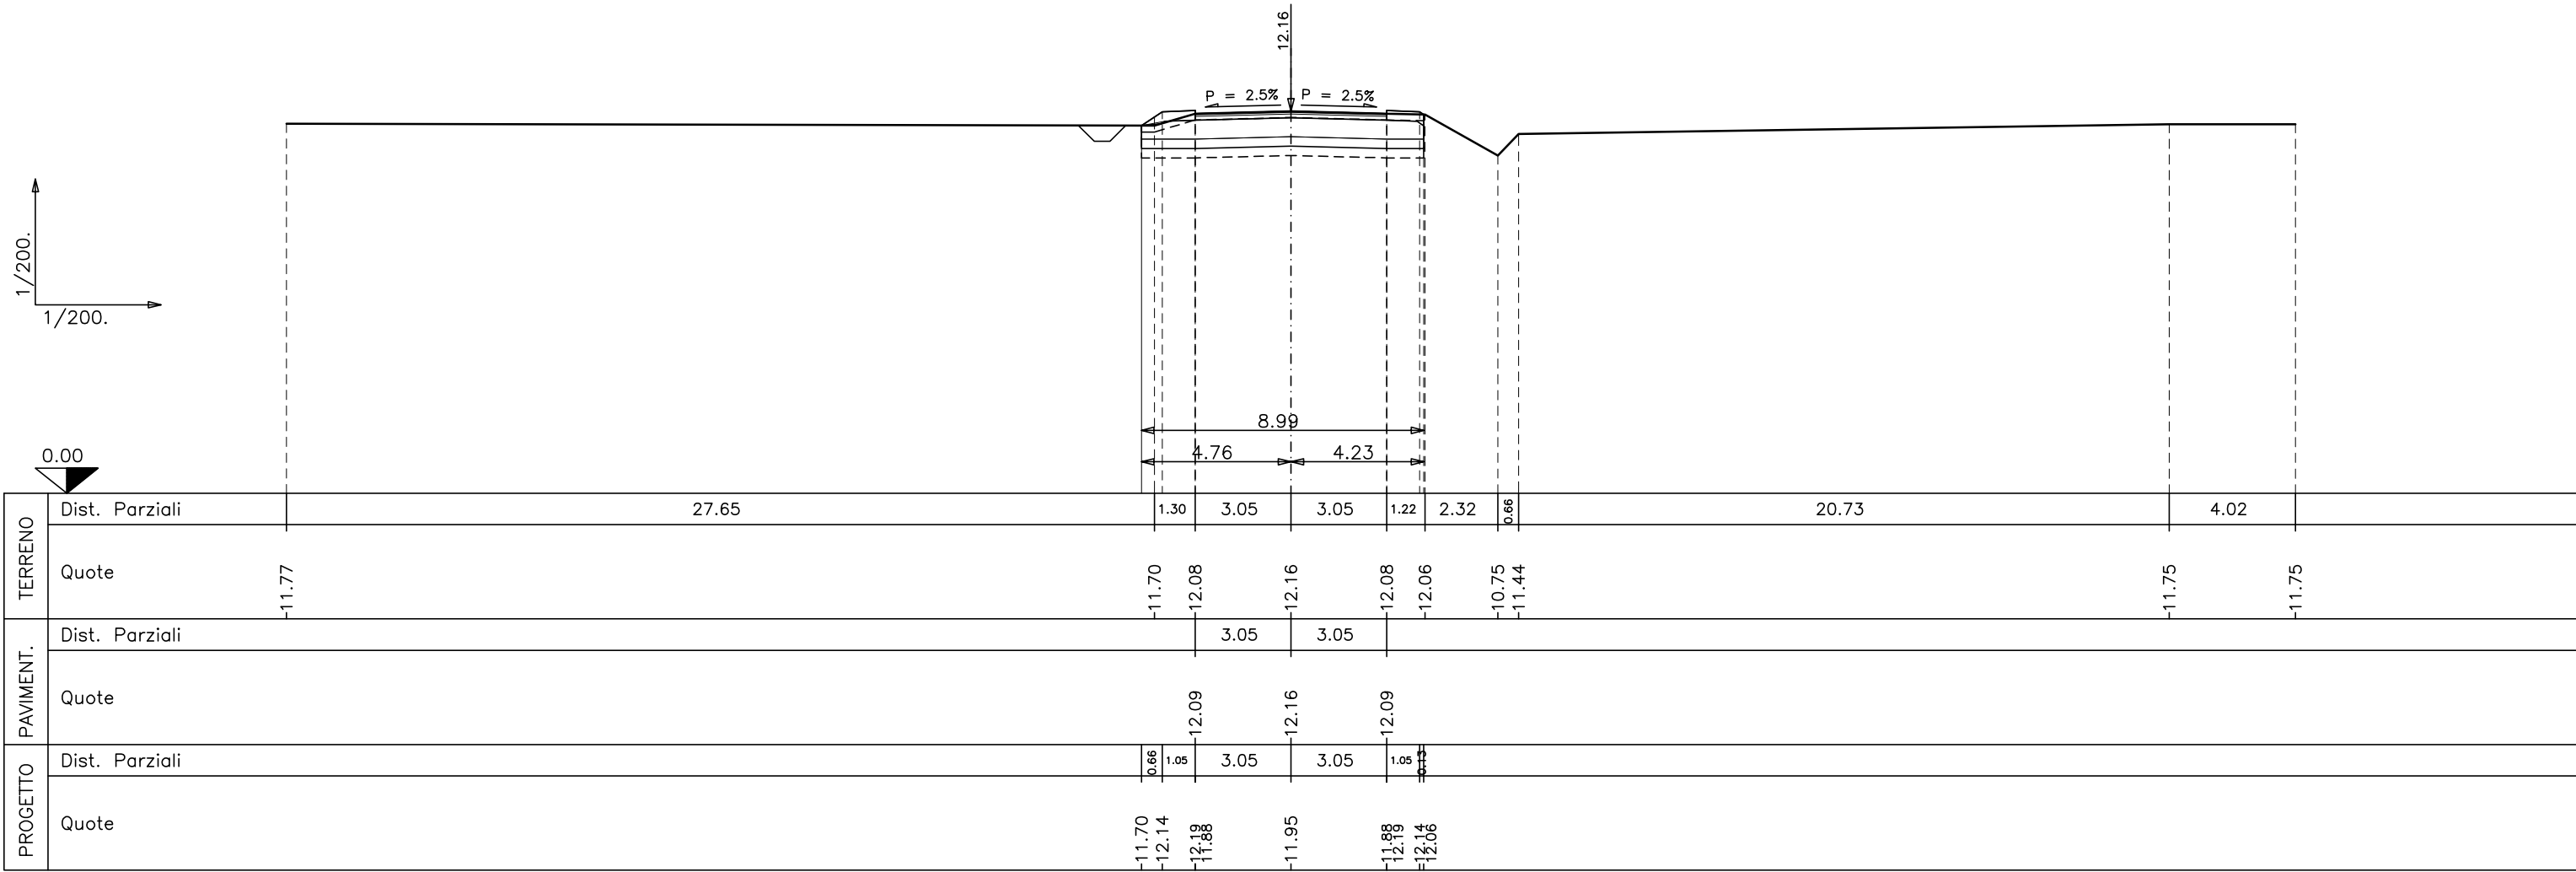 12.16
P = 2.5% P = 2.5%
1/200.
1/200.
8.99
4.76 4.23
0.00
TERRENO
Dist. Parziali 27.65 1.30 3.05 3.05 1.22 2.32 0.66 20.73 4.02
Quote 11.77 11.70 12.08 12.16 12.08 12.06 10.75 11.44 11.75 11.75
PAVIMENT.
Dist. Parziali 3.05 3.05
Quote 12.09 12.16 12.09
PROGETTO
Dist. Parziali 0.66 1.05 3.05 3.05 1.05 0.13
Quote 11.70 12.14 12.19 11.88 11.95 11.88 12.19 12.14 12.06